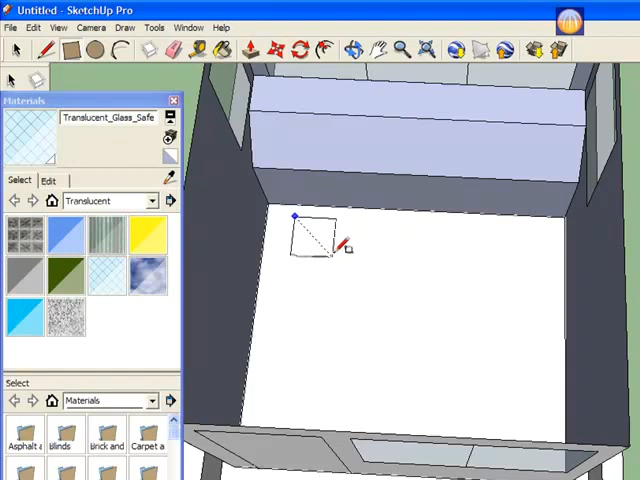 Untitled - SketchUp Pro
File Edit View Camera Draw Tools Window Help
Materials
Translucent_Glass_Safe
Select Edit
Translucent
Select
Materials
Asphalt a Blinds Brick and Carpet a